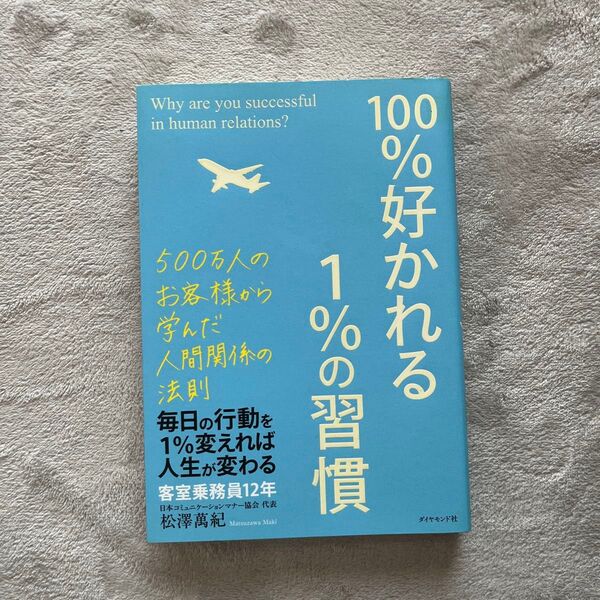 Why are you successful
in human relations?
100%好かれる
1%の習慣
500万人の
お客様から
学んだ
人間関係の
法則
毎日の行動を
1%変えれば
人生が変わる
客室乗務員12年
日本コミュニケーションマナー協会 代表
松澤萬紀 Matsuzawa Maki
ダイヤモンド社